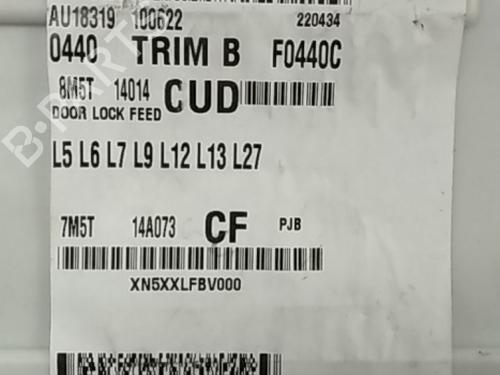 AU18319 100622 220434
0440 TRIM B F0440C
8M5T 14014 CUD
DOOR LOCK FEED
L5 L6 L7 L9 L12 L13 L27
7M5T 14A073 CF PJB
XN5XXLFBV000
B-PARTS